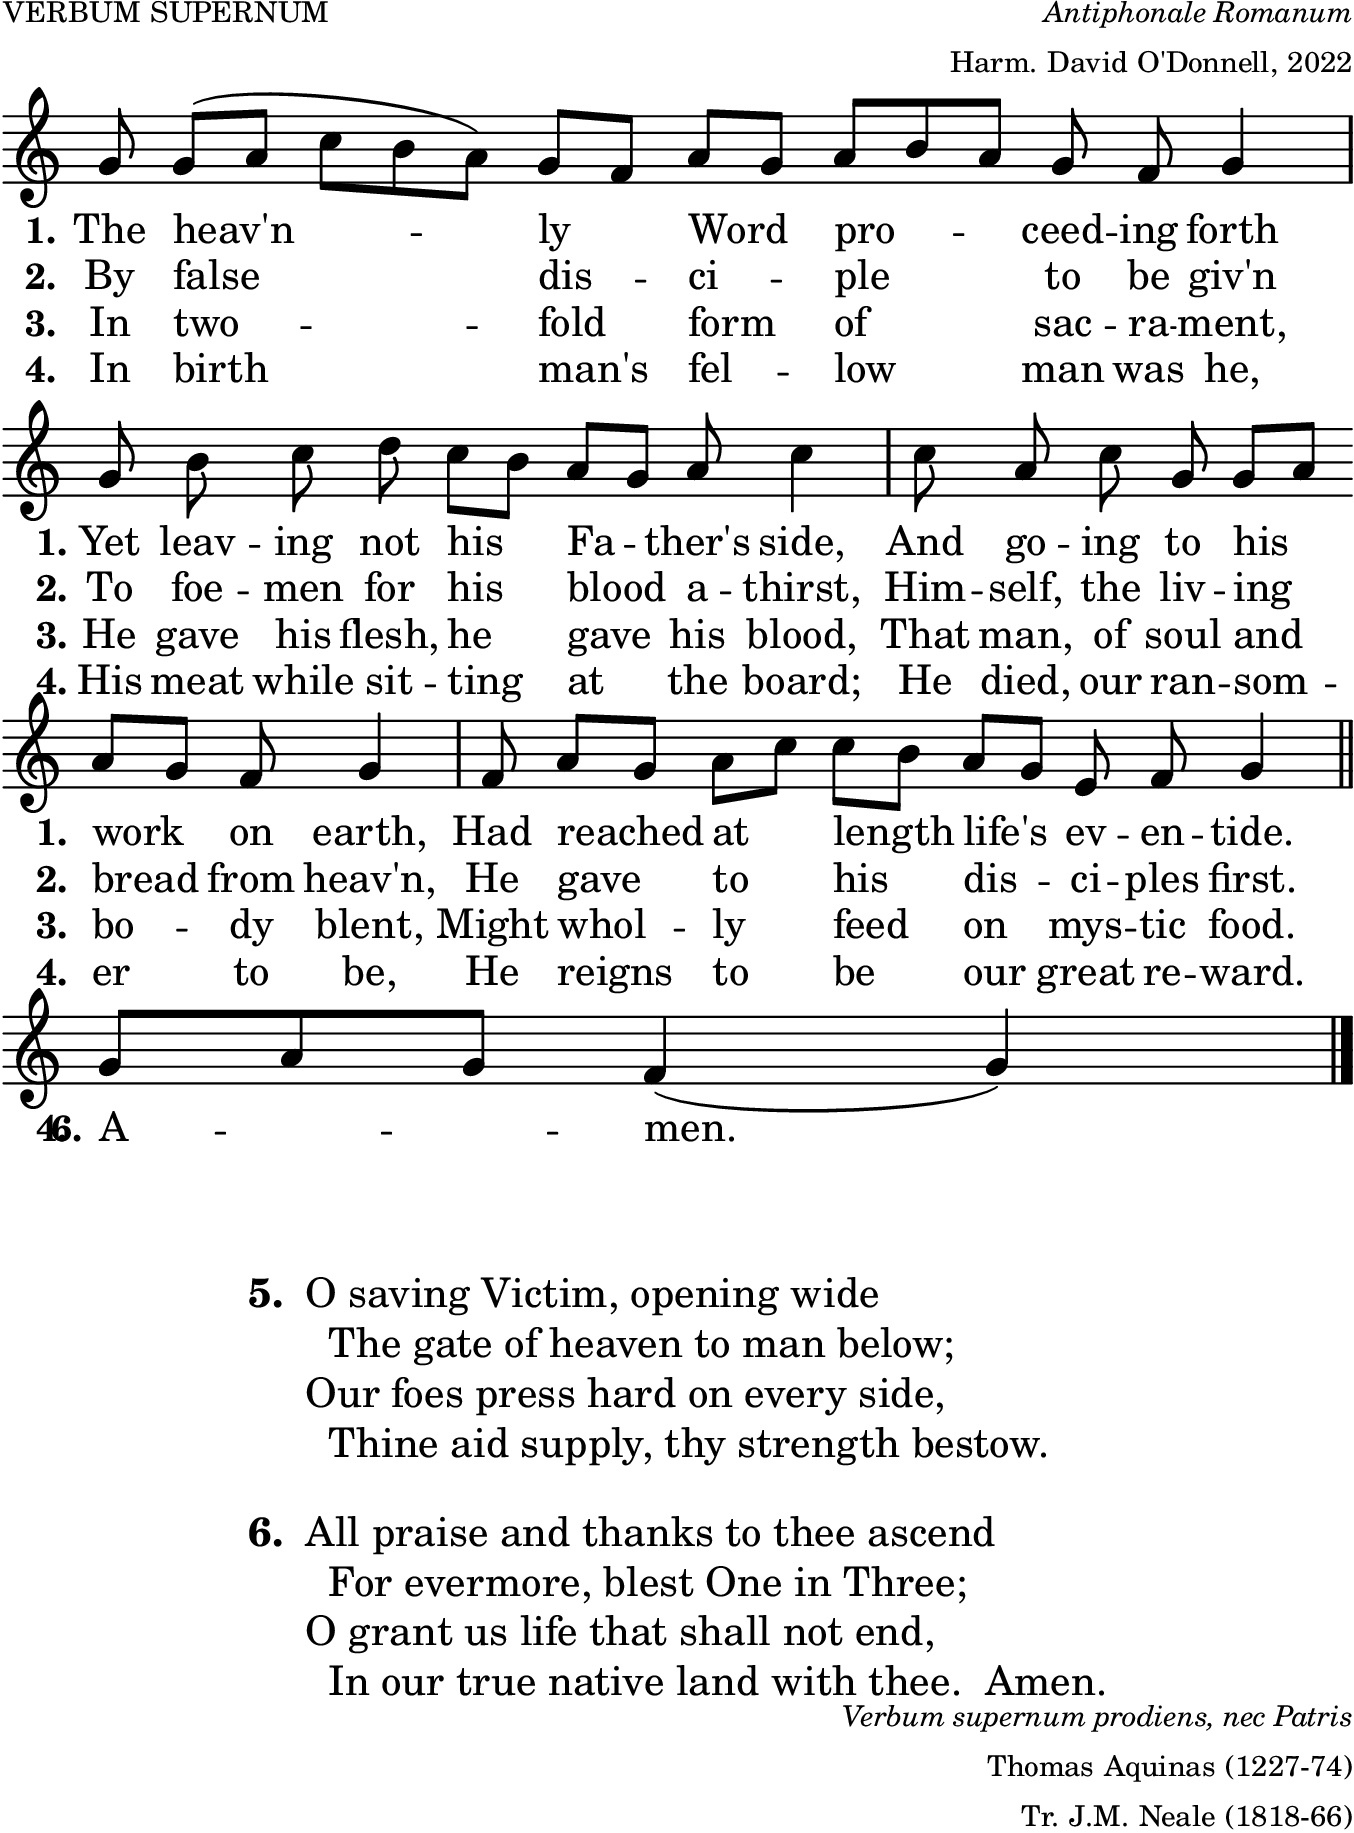 VERBUM SUPERNUM
Antiphonale Romanum
Harm. David O'Donnell, 2022
1. The heav'n -- ly Word pro -- ceed -- ing forth
2. By false dis -- ci -- ple to be giv'n
3. In two -- fold form of sac -- ra -- ment,
4. In birth man's fel -- low man was he,
1. Yet leav -- ing not his Fa -- ther's side, And go -- ing to his
2. To foe -- men for his blood a -- thirst, Him -- self, the liv -- ing
3. He gave his flesh, he gave his blood, That man, of soul and
4. His meat while sit -- ting at the board; He died, our ran -- som --
1. work on earth, Had reached at length life's ev -- en -- tide.
2. bread from heav'n, He gave to his dis -- ci -- ples first.
3. bo -- dy blent, Might whol -- ly feed on mys -- tic food.
4. er to be, He reigns to be our great re -- ward.
4. 6. A -- men.
5. O saving Victim, opening wide
The gate of heaven to man below;
Our foes press hard on every side,
Thine aid supply, thy strength bestow.
6. All praise and thanks to thee ascend
For evermore, blest One in Three;
O grant us life that shall not end,
In our true native land with thee. Amen.
Verbum supernum prodiens, nec Patris
Thomas Aquinas (1227-74)
Tr. J.M. Neale (1818-66)